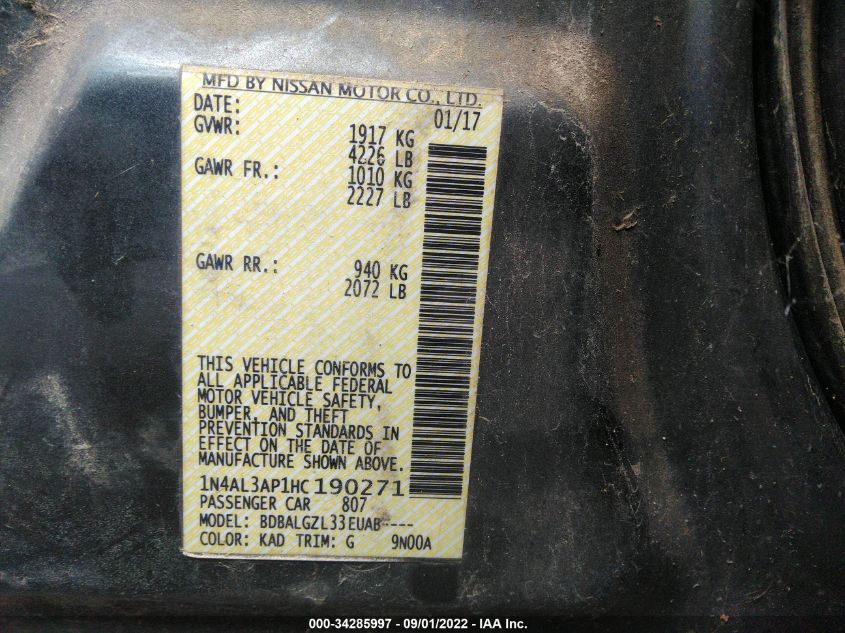 MFD BY NISSAN MOTOR CO., LTD.
DATE: 01/17
GVWR: 1917 KG
4226 LB
GAWR FR.: 1010 KG
2227 LB
GAWR RR.: 940 KG
2072 LB
THIS VEHICLE CONFORMS TO
ALL APPLICABLE FEDERAL
MOTOR VEHICLE SAFETY,
BUMPER, AND THEFT
PREVENTION STANDARDS IN
EFFECT ON THE DATE OF
MANUFACTURE SHOWN ABOVE.
1N4AL3AP1HC190271
PASSENGER CAR 807
MODEL: BDBALGZL33EUAB----
COLOR: KAD TRIM: G 9N00A
000-34285997 - 09/01/2022 - IAA Inc.